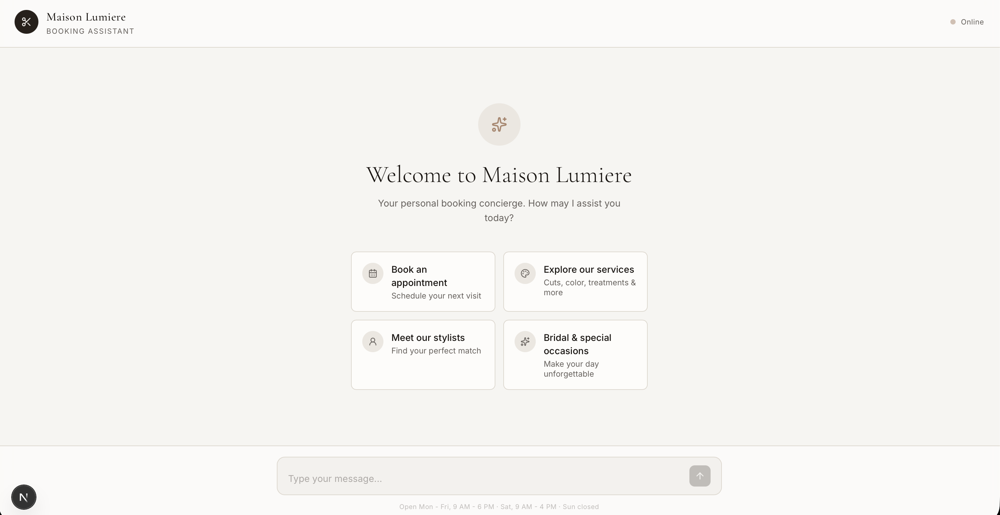 Maison Lumiere
BOOKING ASSISTANT
Online
Welcome to Maison Lumiere
Your personal booking concierge. How may I assist you
today?
Book an
appointment
Schedule your next visit
Explore our services
Cuts, color, treatments &
more
Meet our stylists
Find your perfect match
Bridal & special
occasions
Make your day
unforgettable
Type your message...
N
Open Mon - Fri, 9 AM - 6 PM · Sat, 9 AM - 4 PM · Sun closed